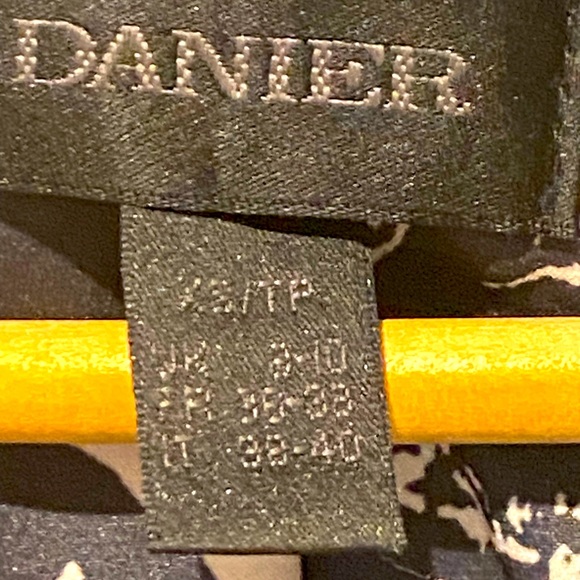 DANIER
XS/TP
UK 8-10
FR 36-38
IT 38-40